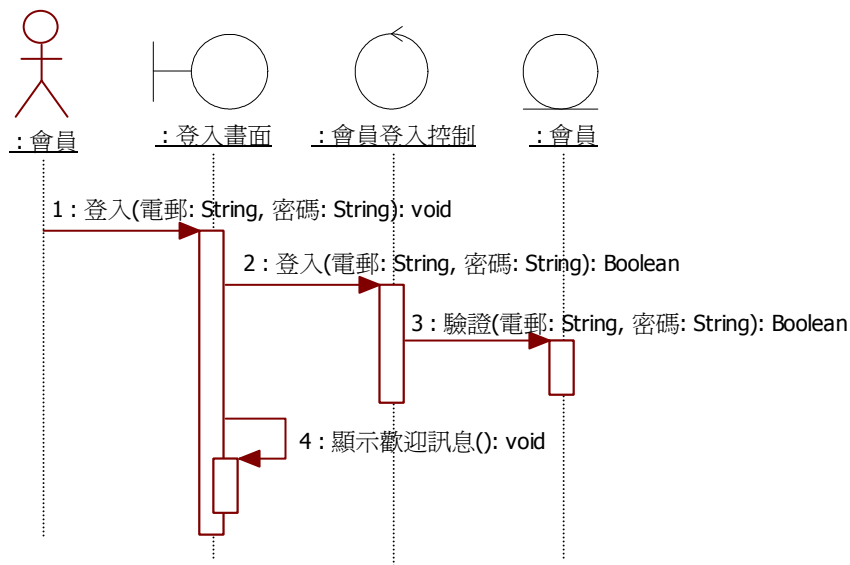 : 會員
: 登入畫面
: 會員登入控制
: 會員
1 : 登入(電郵: String, 密碼: String): void
2 : 登入(電郵: String, 密碼: String): Boolean
3 : 驗證(電郵: String, 密碼: String): Boolean
4 : 顯示歡迎訊息(): void